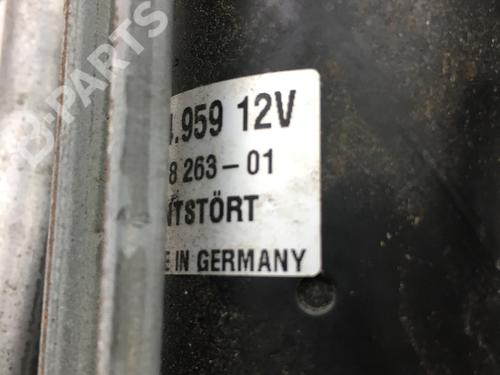 .959 12V
8 263-01
NTSTÖRT
E IN GERMANY
B-PARTS